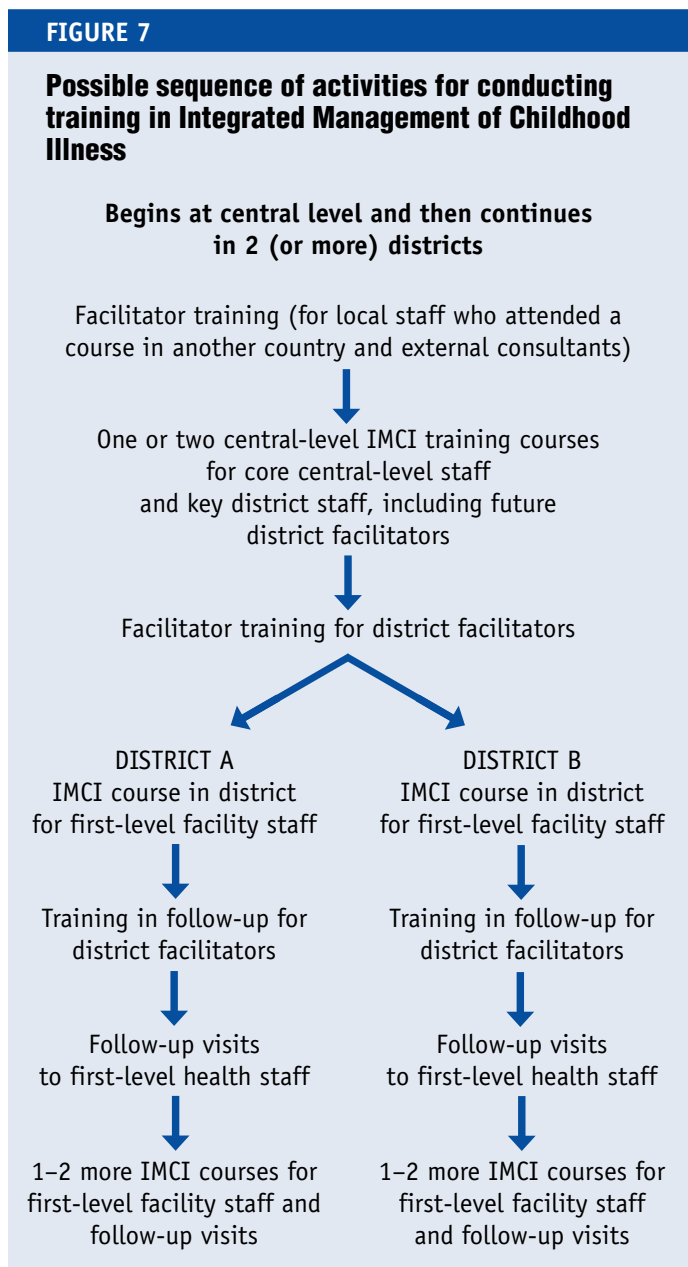 FIGURE 7
Possible sequence of activities for conducting
training in Integrated Management of Childhood
Illness
Begins at central level and then continues
in 2 (or more) districts
Facilitator training (for local staff who attended a
course in another country and external consultants)
One or two central-level IMCI training courses
for core central-level staff
and key district staff, including future
district facilitators
Facilitator training for district facilitators
DISTRICT A
IMCI course in district
for first-level facility staff
Training in follow-up for
district facilitators
Follow-up visits
to first-level health staff
1–2 more IMCI courses for
first-level facility staff and
follow-up visits
DISTRICT B
IMCI course in district
for first-level facility staff
Training in follow-up for
district facilitators
Follow-up visits
to first-level health staff
1–2 more IMCI courses for
first-level facility staff
and follow-up visits